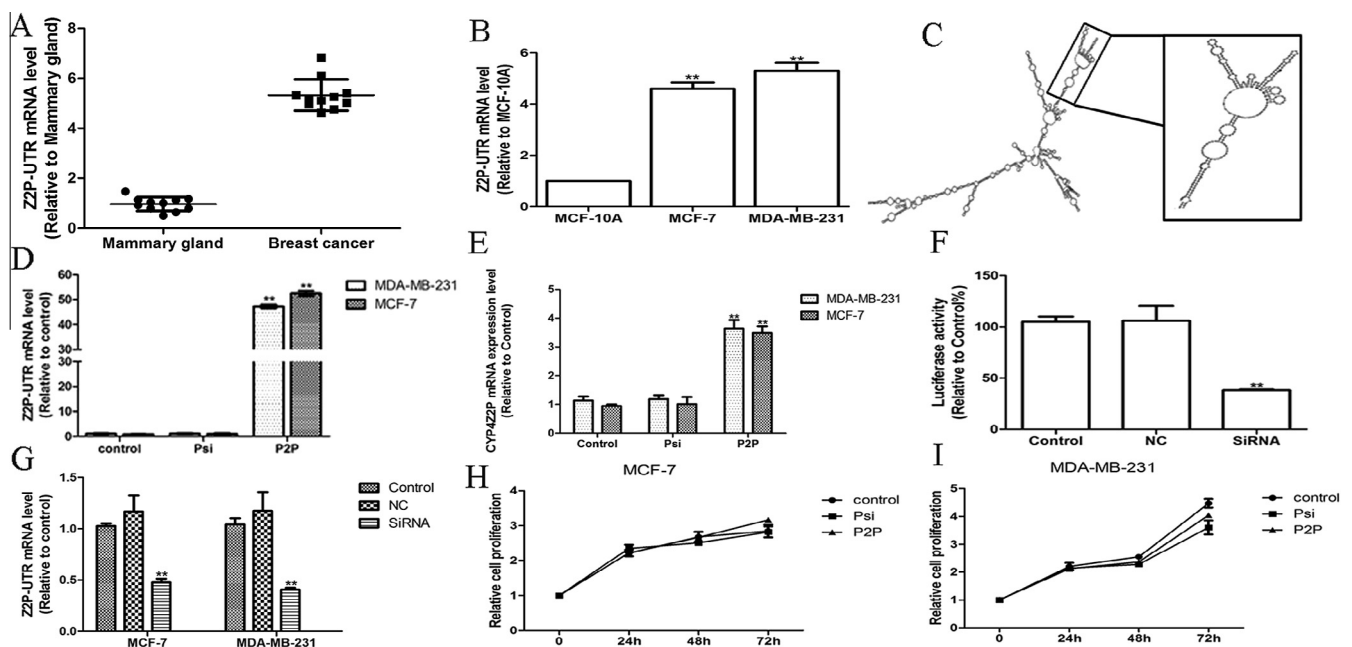 A
Z2P-UTR mRNA level
(Relative to Mammary gland)
8
6
4
2
0
Mammary gland
Breast cancer
B
Z2P-UTR mRNA level
(Relative to MCF-10A)
6
4
2
0
**
**
MCF-10A
MCF-7
MDA-MB-231
C
D
Z2P-UTR mRNA level
(Relative to control)
60
50
40
30
30
20
10
0
**
**
control
Psi
P2P
MDA-MB-231
MCF-7
E
CYP4Z2P mRNA expression level
(Relative to Control)
5
4
3
2
1
0
**
**
Control
Psi
P2P
MDA-MB-231
MCF-7
F
Luciferase activity
(Relative to Control%)
150
100
50
0
**
Control
NC
SiRNA
G
Z2P-UTR mRNA level
(Relative to control)
1.5
1.0
0.5
0.0
**
**
MCF-7
MDA-MB-231
Control
NC
SiRNA
H
MCF-7
Relative cell proliferation
4
3
2
1
0
0
24h
48h
72h
control
Psi
P2P
I
MDA-MB-231
Relative cell proliferation
5
4
3
2
1
0
0
24h
48h
72h
control
Psi
P2P